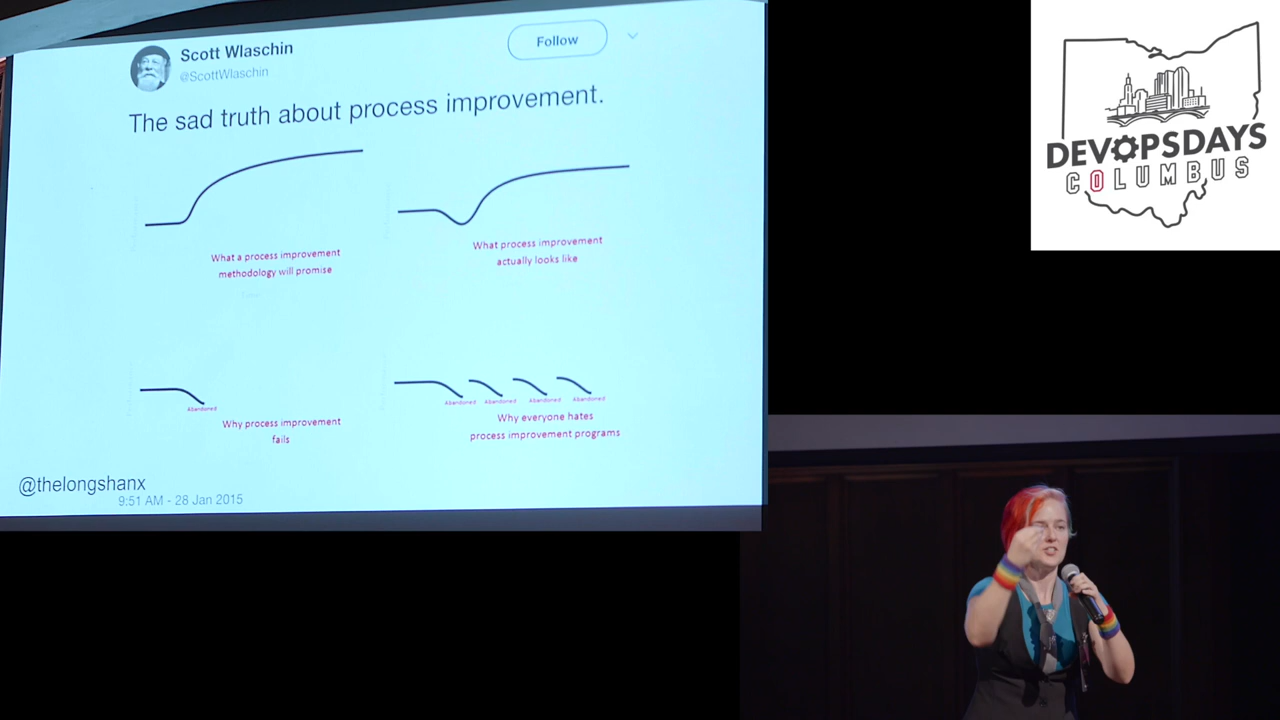 Scott Wlaschin
@ScottWlaschin
Follow
The sad truth about process improvement.
What a process improvement
methodology will promise
What process improvement
actually looks like
Abandoned
Why process improvement
fails
Abandoned Abandoned Abandoned Abandoned
Why everyone hates
process improvement programs
@thelongshanx
9:51 AM - 28 Jan 2015
DEVOPSDAYS
COLUMBUS